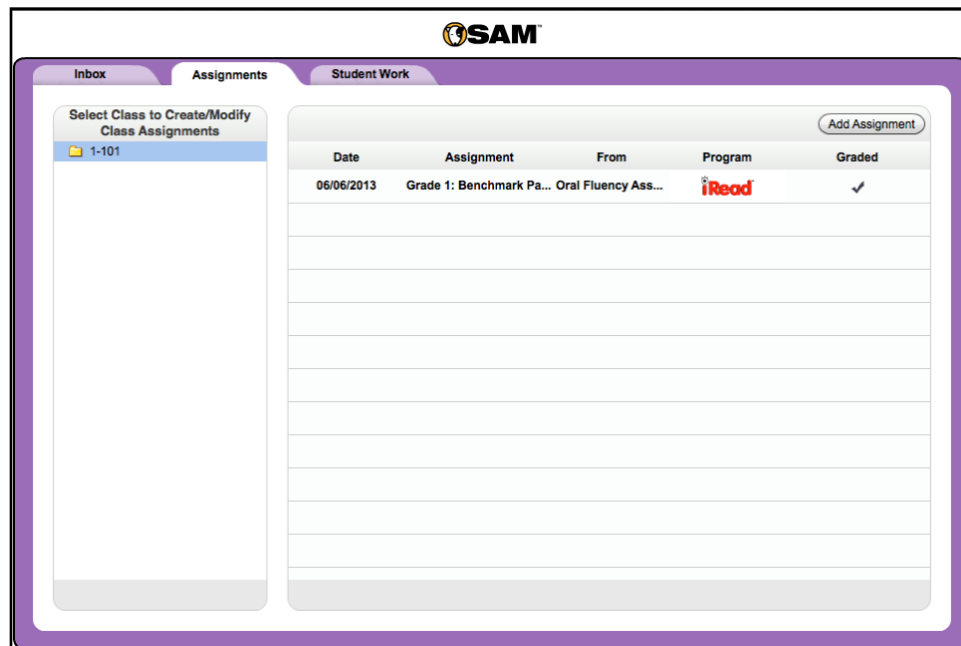 SAM™
Inbox Assignments Student Work
Select Class to Create/Modify
Class Assignments
1-101
Add Assignment
Date Assignment From Program Graded
06/06/2013 Grade 1: Benchmark Pa... Oral Fluency Ass... iRead